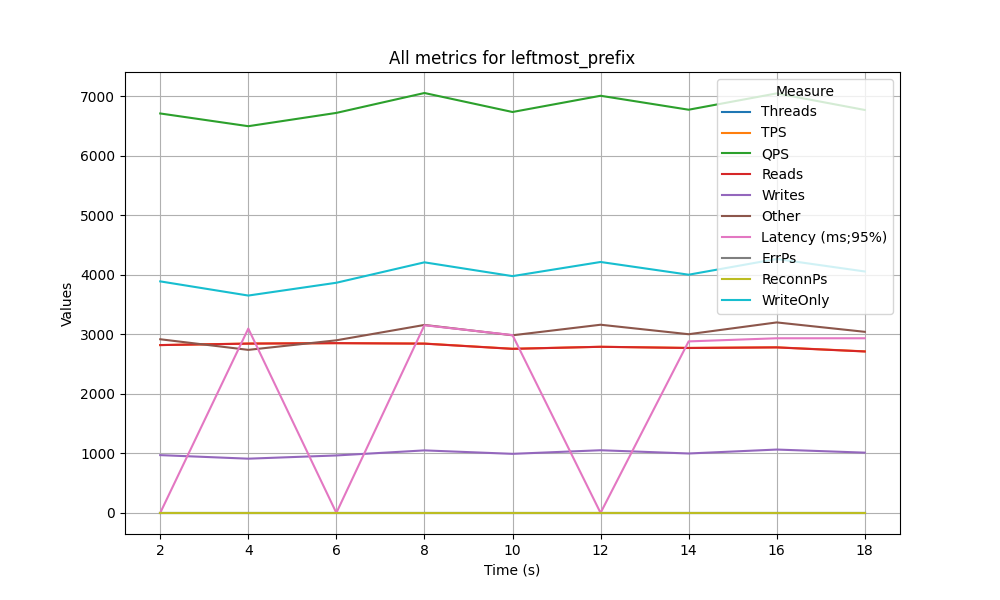 All metrics for leftmost_prefix
7000
6000
5000
4000
3000
2000
1000
0
Values
2
4
6
8
10
12
14
16
18
Time (s)
Measure
Threads
TPS
QPS
Reads
Writes
Other
Latency (ms;95%)
ErrPs
ReconnPs
WriteOnly